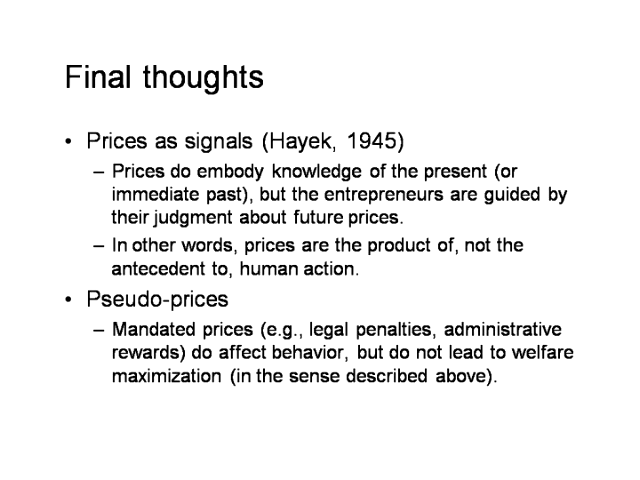 Final thoughts
• Prices as signals (Hayek, 1945)
– Prices do embody knowledge of the present (or
immediate past), but the entrepreneurs are guided by
their judgment about future prices.
– In other words, prices are the product of, not the
antecedent to, human action.
• Pseudo-prices
– Mandated prices (e.g., legal penalties, administrative
rewards) do affect behavior, but do not lead to welfare
maximization (in the sense described above).